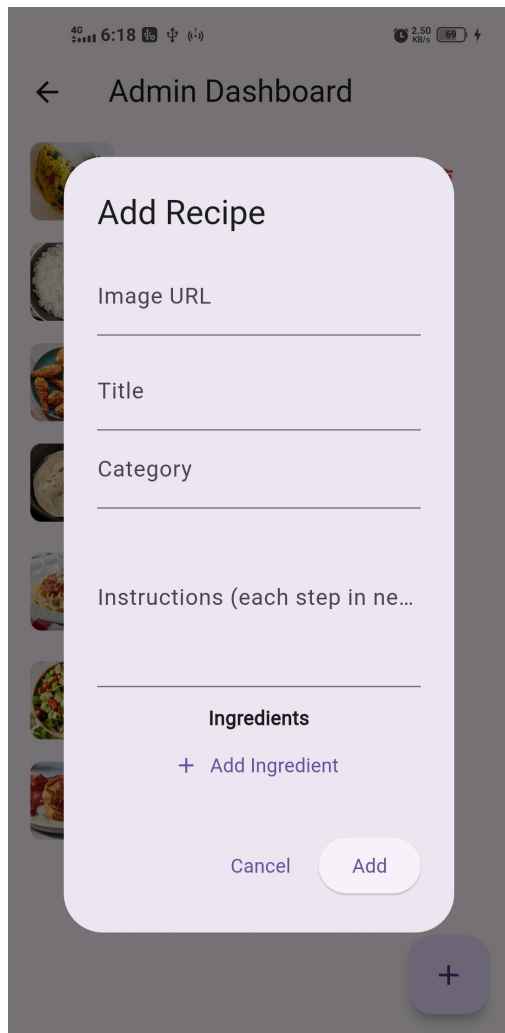 4G 6:18 2.50 KB/s 69
Admin Dashboard
Add Recipe
Image URL
Title
Category
Instructions (each step in ne…
Ingredients
+ Add Ingredient
Cancel Add
+